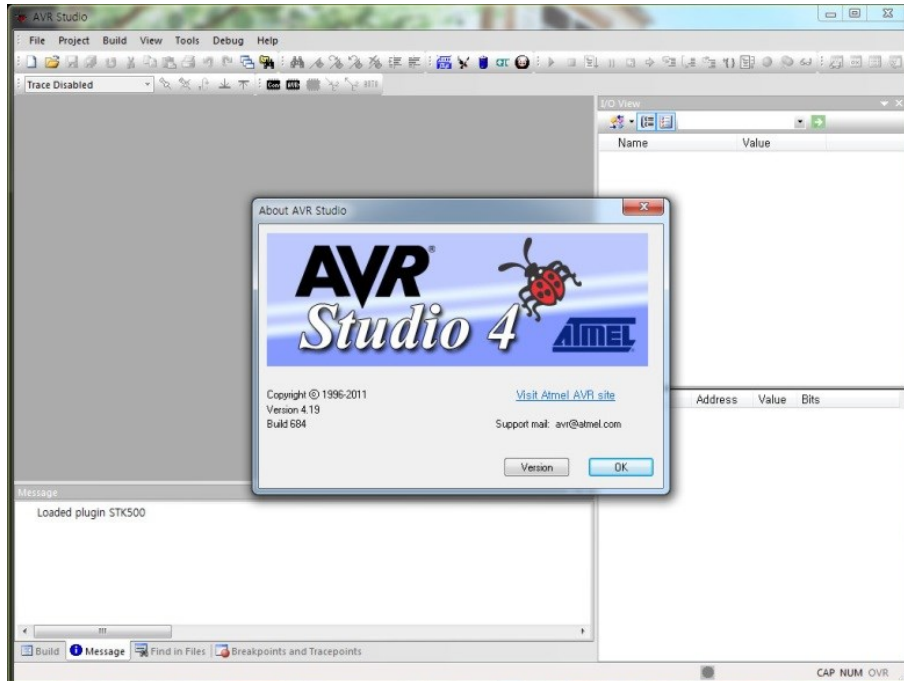 AVR Studio
File Project Build View Tools Debug Help
Trace Disabled
I/O View
Name Value
About AVR Studio
AVR®
Studio 4
ATMEL
Copyright © 1996-2011
Version 4.19
Build 684
Visit Atmel AVR site
Support mail: avr@atmel.com
Version OK
Address Value Bits
Message
Loaded plugin STK500
Build Message Find in Files Breakpoints and Tracepoints
CAP NUM OVR